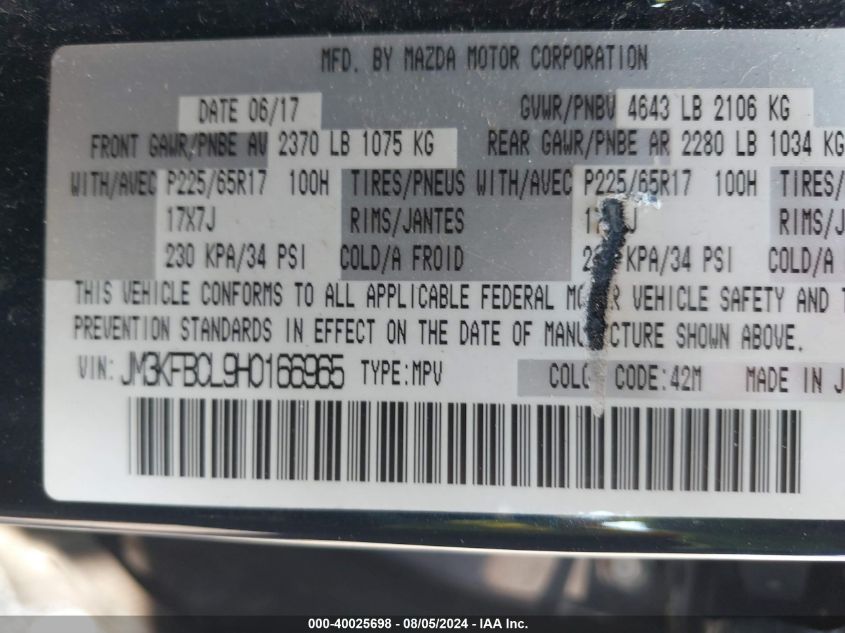 MFD. BY MAZDA MOTOR CORPORATION
DATE 06/17 GVWR/PNBV 4643 LB 2106 KG
FRONT GAWR/PNBE AV 2370 LB 1075 KG REAR GAWR/PNBE AR 2280 LB 1034 KG
WITH/AVEC P225/65R17 100H TIRES/PNEUS WITH/AVEC P225/65R17 100H TIRES/
17X7J RIMS/JANTES RIMS/JAN
230 KPA/34 PSI COLD/A FROID KPA/34 PSI COLD/A
THIS VEHICLE CONFORMS TO ALL APPLICABLE FEDERAL VEHICLE SAFETY AND
PREVENTION STANDARDS IN EFFECT ON THE DATE OF SHOWN ABOVE.
VIN: JM3KFBCL9H0166965 TYPE:MPV CODE:42M MADE IN
000-40025698 - 08/05/2024 - IAA Inc.